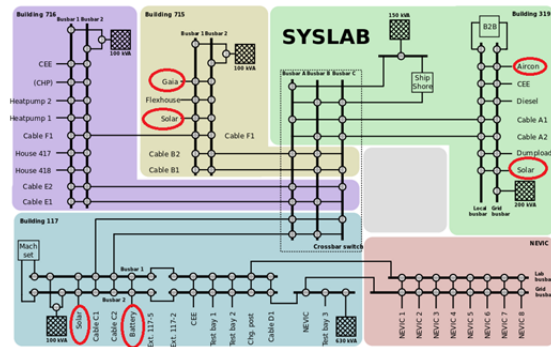 Building 716
Busbar 1 Busbar 2
100 kVA
CEE
(CHP)
Heatpump 2
Heatpump 1
Cable F1
House 417
House 418
Cable E2
Cable E1
Building 715
Busbar 1 Busbar 2
100 kVA
Gaia
Flexhouse
Solar
Cable F1
Cable B2
Cable B1
SYSLAB
150 kVA
Ship
Shore
Busbar A Busbar B Busbar C
Crossbar switch
Building 319
B2B
Aircon
CEE
Diesel
Cable A1
Cable A2
Dumpload
Solar
200 kVA
Local
busbar
Grid
busbar
Building 117
Mach
set
Busbar 1
Busbar 2
100 kVA
Solar
Cable C1
Cable C2
Battery
Ext. 117-5
Ext. 117-2
CEE
Test bay 1
Test bay 2
Chg. post
Cable D1
NEVIC
Test bay 3
630 kVA
NEVIC
Lab
busba
Grid
busba
NEVIC 1
NEVIC 2
NEVIC 3
NEVIC 4
NEVIC 5
NEVIC 6
NEVIC 7
NEVIC 8